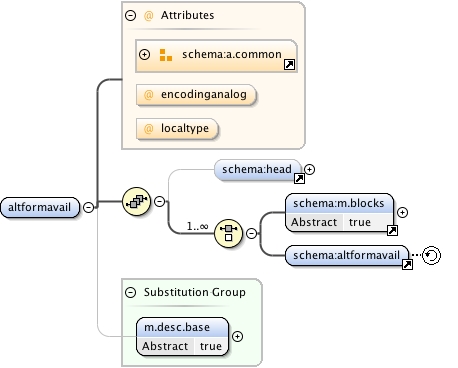 @ Attributes
schema:a.common
@ encodinganalog
@ localtype
schema:head
altformavail
1..∞
schema:m.blocks
Abstract true
schema:altformavail
Substitution Group
m.desc.base
Abstract true